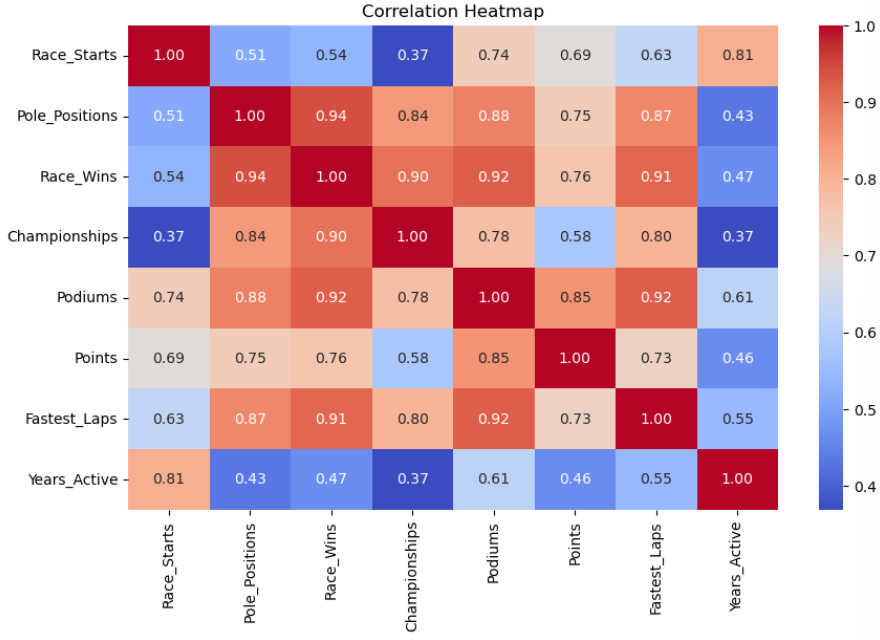 Correlation Heatmap
Race_Starts 1.00 0.51 0.54 0.37 0.74 0.69 0.63 0.81
Pole_Positions 0.51 1.00 0.94 0.84 0.88 0.75 0.87 0.43
Race_Wins 0.54 0.94 1.00 0.90 0.92 0.76 0.91 0.47
Championships 0.37 0.84 0.90 1.00 0.78 0.58 0.80 0.37
Podiums 0.74 0.88 0.92 0.78 1.00 0.85 0.92 0.61
Points 0.69 0.75 0.76 0.58 0.85 1.00 0.73 0.46
Fastest_Laps 0.63 0.87 0.91 0.80 0.92 0.73 1.00 0.55
Years_Active 0.81 0.43 0.47 0.37 0.61 0.46 0.55 1.00
Race_Starts
Pole_Positions
Race_Wins
Championships
Podiums
Points
Fastest_Laps
Years_Active
1.0
0.9
0.8
0.7
0.6
0.5
0.4